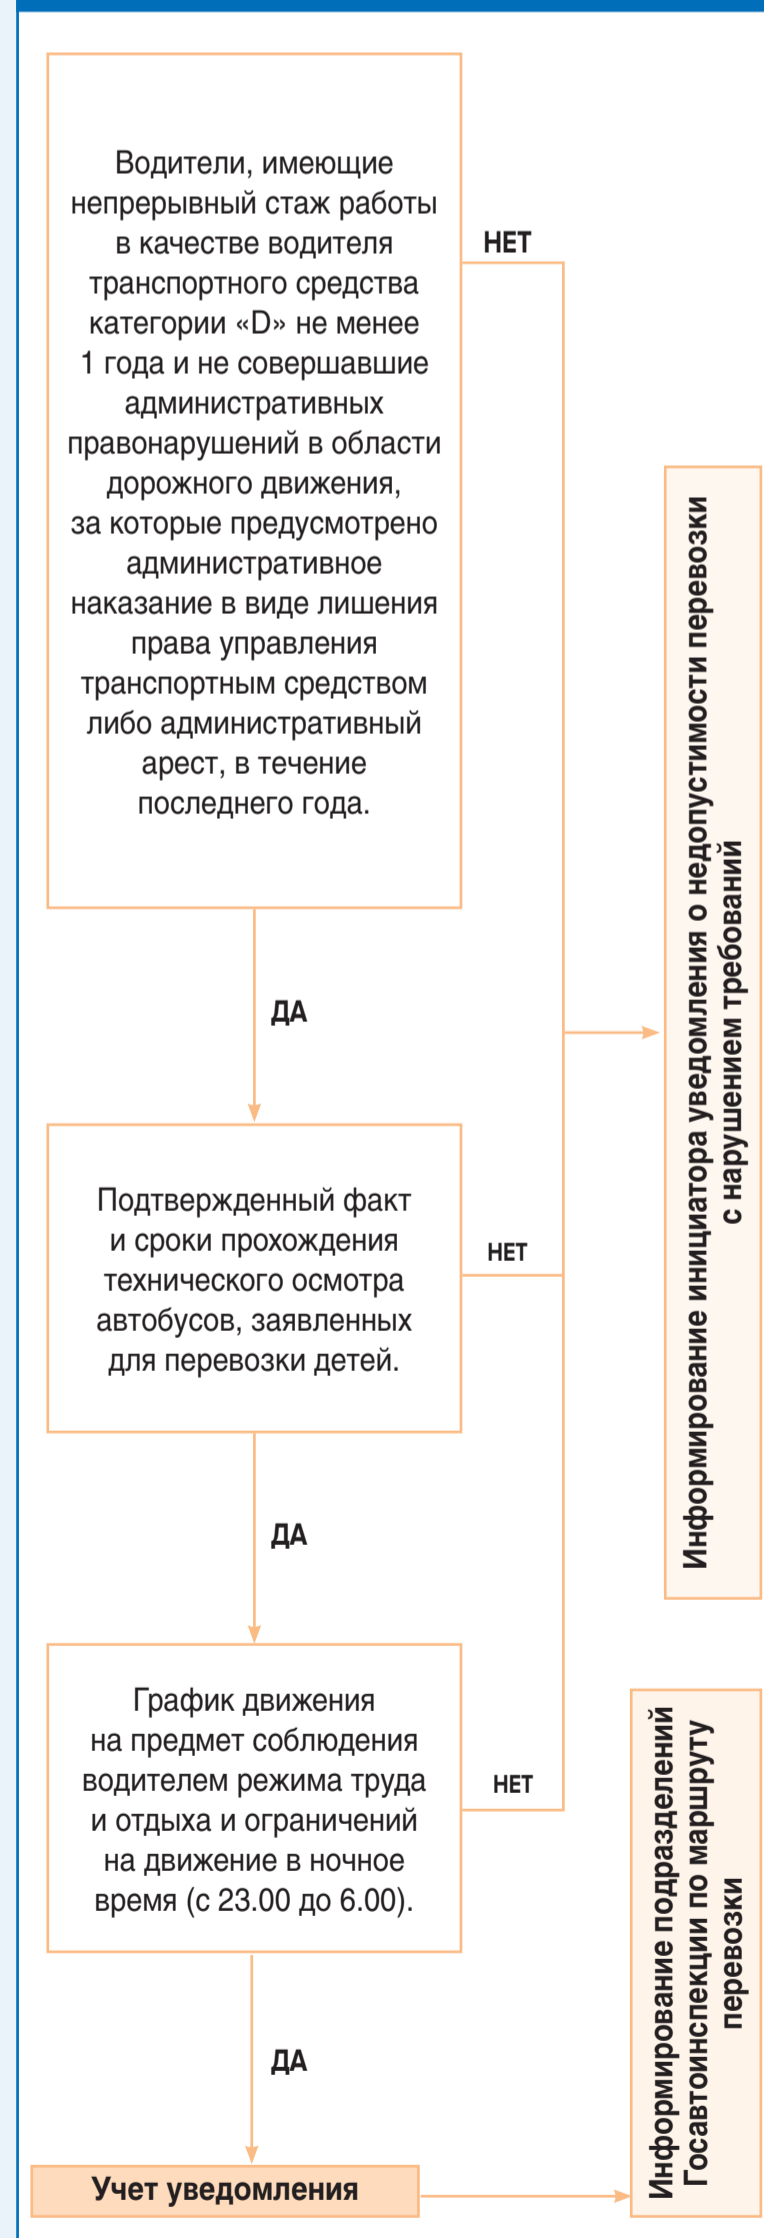 Водители, имеющие
непрерывный стаж работы
в качестве водителя
транспортного средства
категории «D» не менее
1 года и не совершавшие
административных
правонарушений в области
дорожного движения,
за которые предусмотрено
административное
наказание в виде лишения
права управления
транспортным средством
либо административный
арест, в течение
последнего года.
НЕТ
ДА
Подтвержденный факт
и сроки прохождения
технического осмотра
автобусов, заявленных
для перевозки детей.
НЕТ
ДА
График движения
на предмет соблюдения
водителем режима труда
и отдыха и ограничений
на движение в ночное
время (с 23.00 до 6.00).
НЕТ
ДА
Учет уведомления
Информирование инициатора уведомления о недопустимости перевозки
с нарушением требований
Информирование подразделений
Госавтоинспекции по маршруту
перевозки